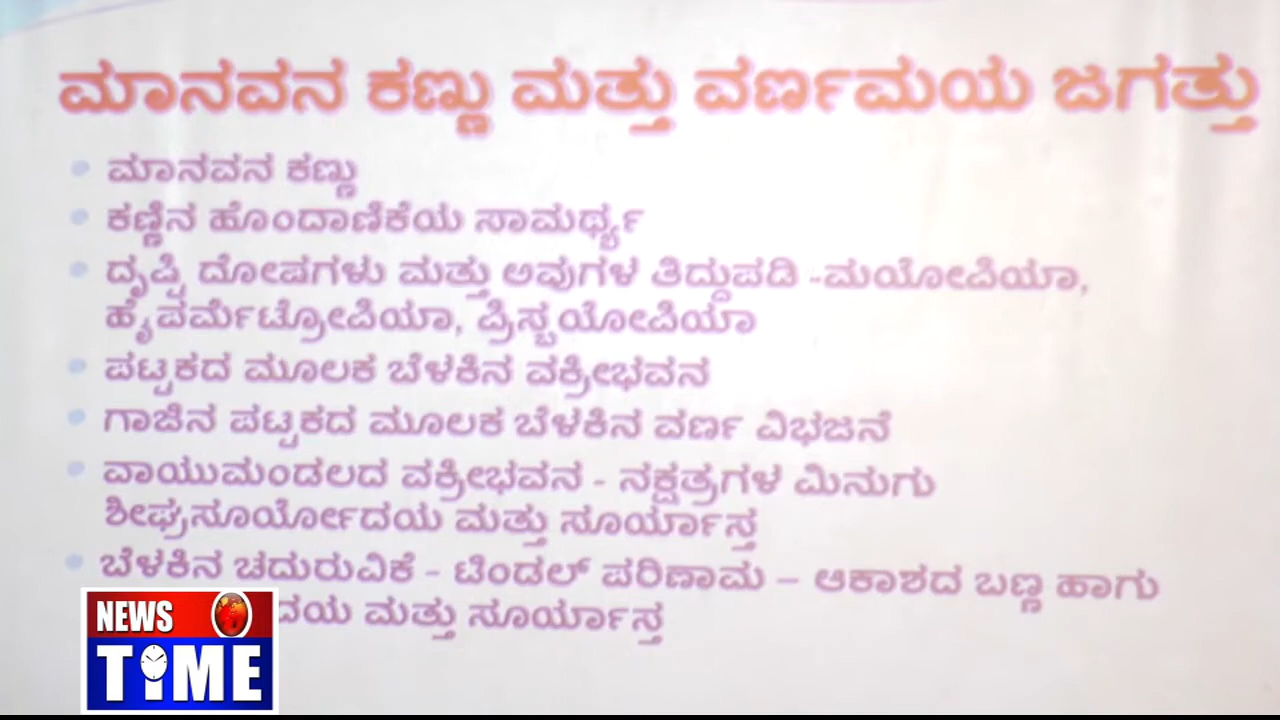 ಮಾನವನ ಕಣ್ಣು ಮತ್ತು ವರ್ಣಮಯ ಜಗತ್ತು
ಮಾನವನ ಕಣ್ಣು
ಕಣ್ಣಿನ ಹೊಂದಾಣಿಕೆಯ ಸಾಮರ್ಥ್ಯ
ದೃಷ್ಟಿ ದೋಷಗಳು ಮತ್ತು ಅವುಗಳ ತಿದ್ದುಪಡಿ -ಮಯೋಪಿಯಾ,
ಹೈಪರ್ಮೆಟ್ರೋಪಿಯಾ, ಪ್ರಿಸ್ಬಯೋಪಿಯಾ
ಪಟ್ಟಕದ ಮೂಲಕ ಬೆಳಕಿನ ವಕ್ರೀಭವನ
ಗಾಜಿನ ಪಟ್ಟಕದ ಮೂಲಕ ಬೆಳಕಿನ ವರ್ಣ ವಿಭಜನೆ
ವಾಯುಮಂಡಲದ ವಕ್ರೀಭವನ - ನಕ್ಷತ್ರಗಳ ಮಿನುಗು
ಶೀಘ್ರಸೂರ್ಯೋದಯ ಮತ್ತು ಸೂರ್ಯಾಸ್ತ
ಬೆಳಕಿನ ಚದುರುವಿಕೆ - ಟಿಂಡಲ್ ಪರಿಣಾಮ – ಆಕಾಶದ ಬಣ್ಣ ಹಾಗು
ದಯ ಮತ್ತು ಸೂರ್ಯಾಸ್ತ
NEWS
TIME